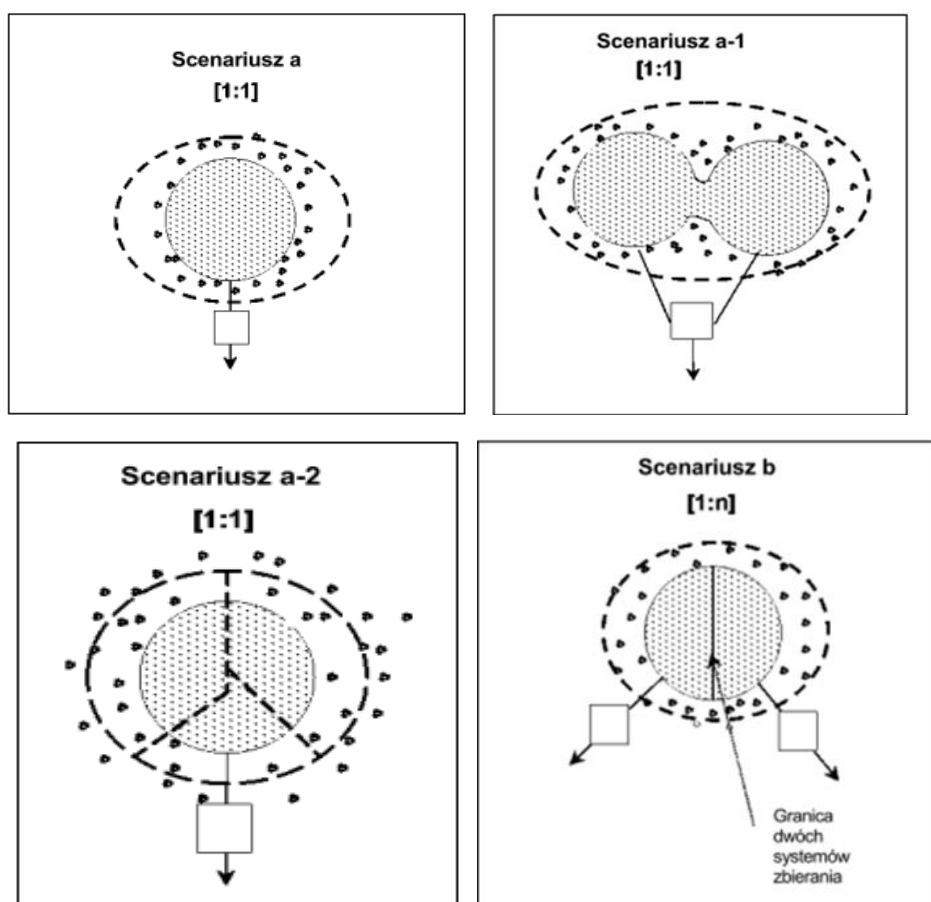 Scenariusz a
[1:1]
Scenariusz a-1
[1:1]
Scenariusz a-2
[1:1]
Scenariusz b
[1:n]
Granica
dwóch
systemów
zbierania